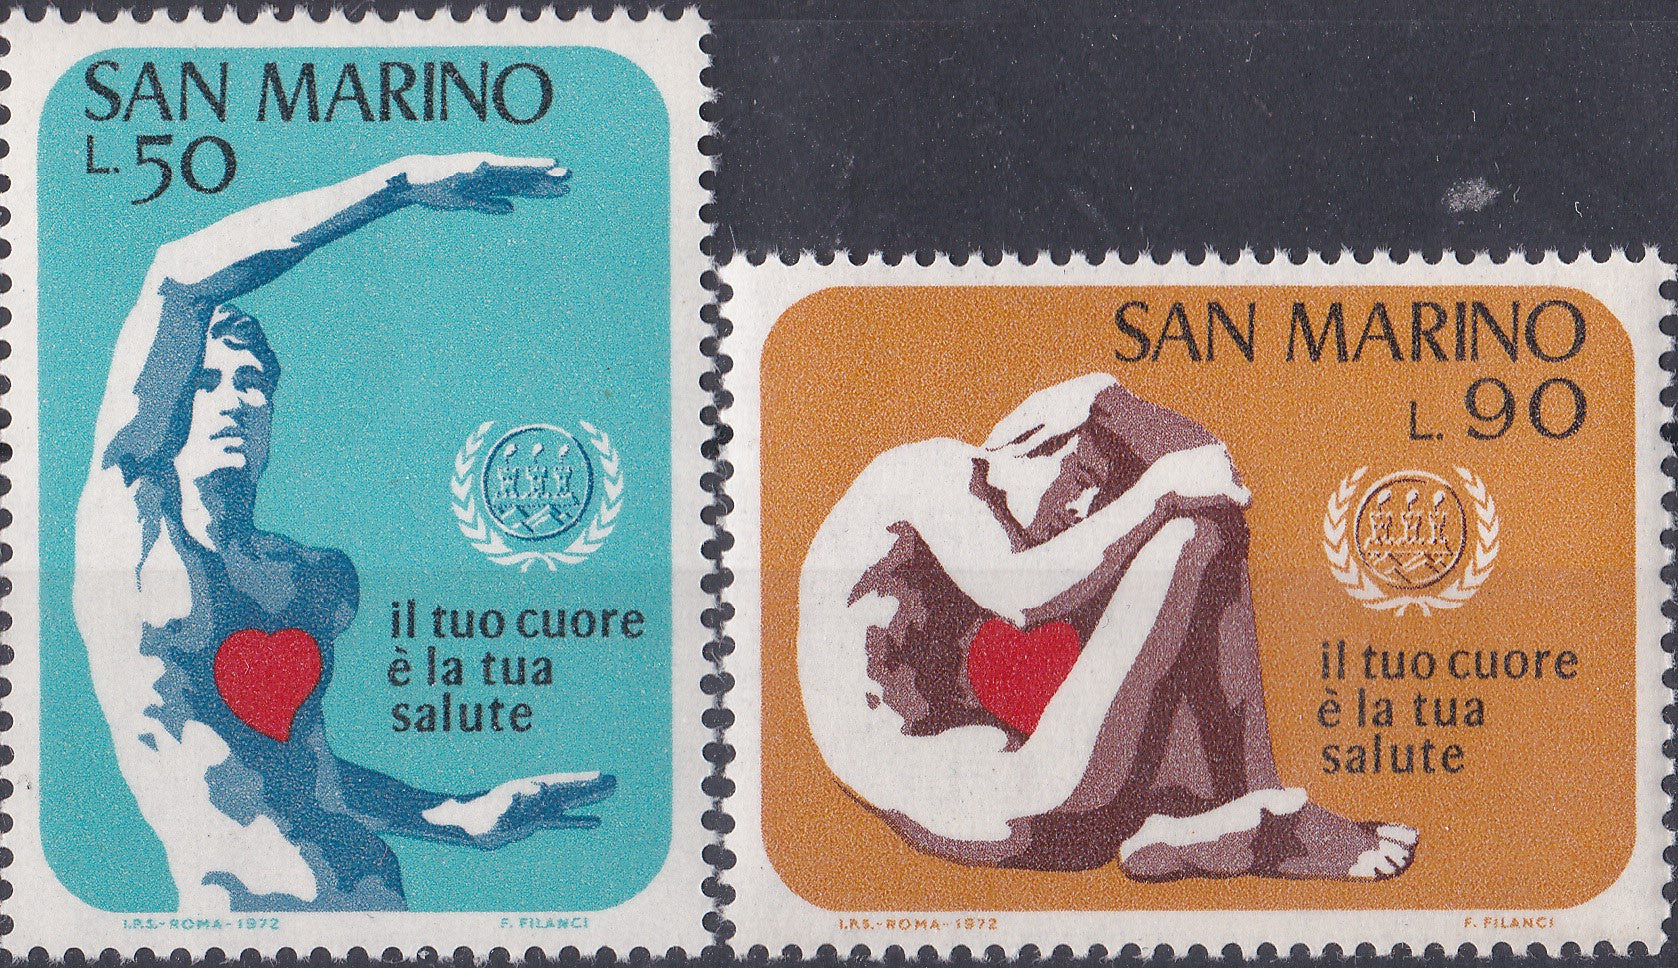 SAN MARINO
L. 50
il tuo cuore
è la tua
salute
I.P.S.-ROMA-1972
F. FILANCI
SAN MARINO
L. 90
il tuo cuore
è la tua
salute
I.P.S.-ROMA-1972
F. FILANCI